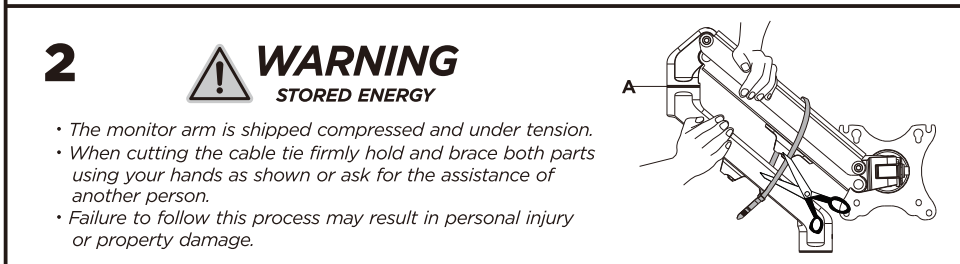 2
WARNING
STORED ENERGY
• The monitor arm is shipped compressed and under tension.
• When cutting the cable tie firmly hold and brace both parts
using your hands as shown or ask for the assistance of
another person.
• Failure to follow this process may result in personal injury
or property damage.
A